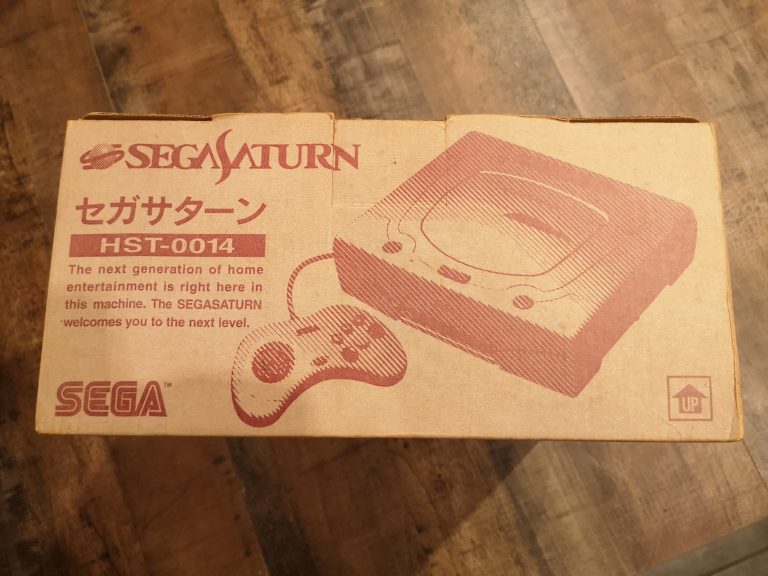 SEGASATURN
セガサターン
HST-0014
The next generation of home
entertainment is right here in
this machine. The SEGASATURN
welcomes you to the next level.
SEGA™
UP